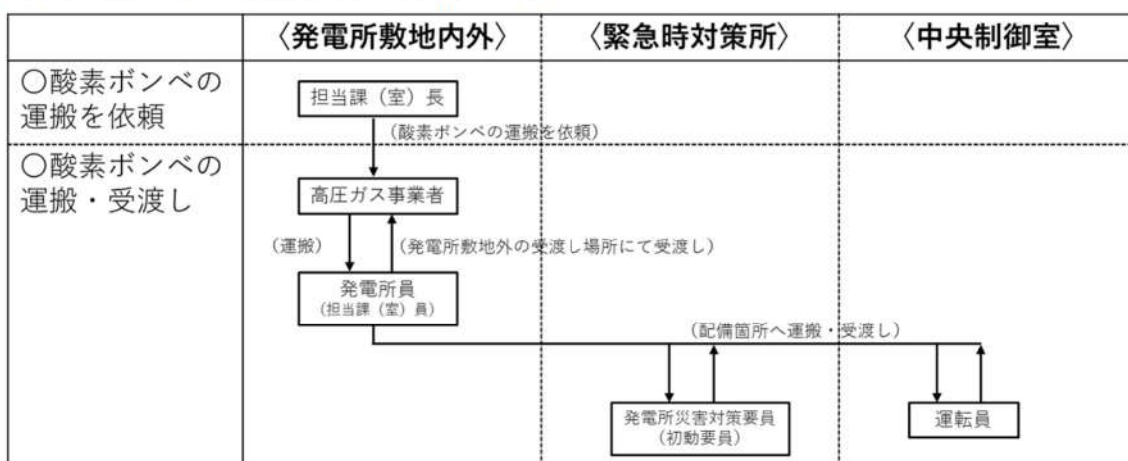 〈発電所敷地内外〉
〈緊急時対策所〉
〈中央制御室〉
〇酸素ボンベの
運搬を依頼
担当課（室）長
（酸素ボンベの運搬を依頼）
〇酸素ボンベの
運搬・受渡し
高圧ガス事業者
（運搬）
（発電所敷地外の受渡し場所にて受渡し）
発電所員
（担当課（室）員）
（配備箇所へ運搬・受渡し）
発電所災害対策要員
（初動要員）
運転員